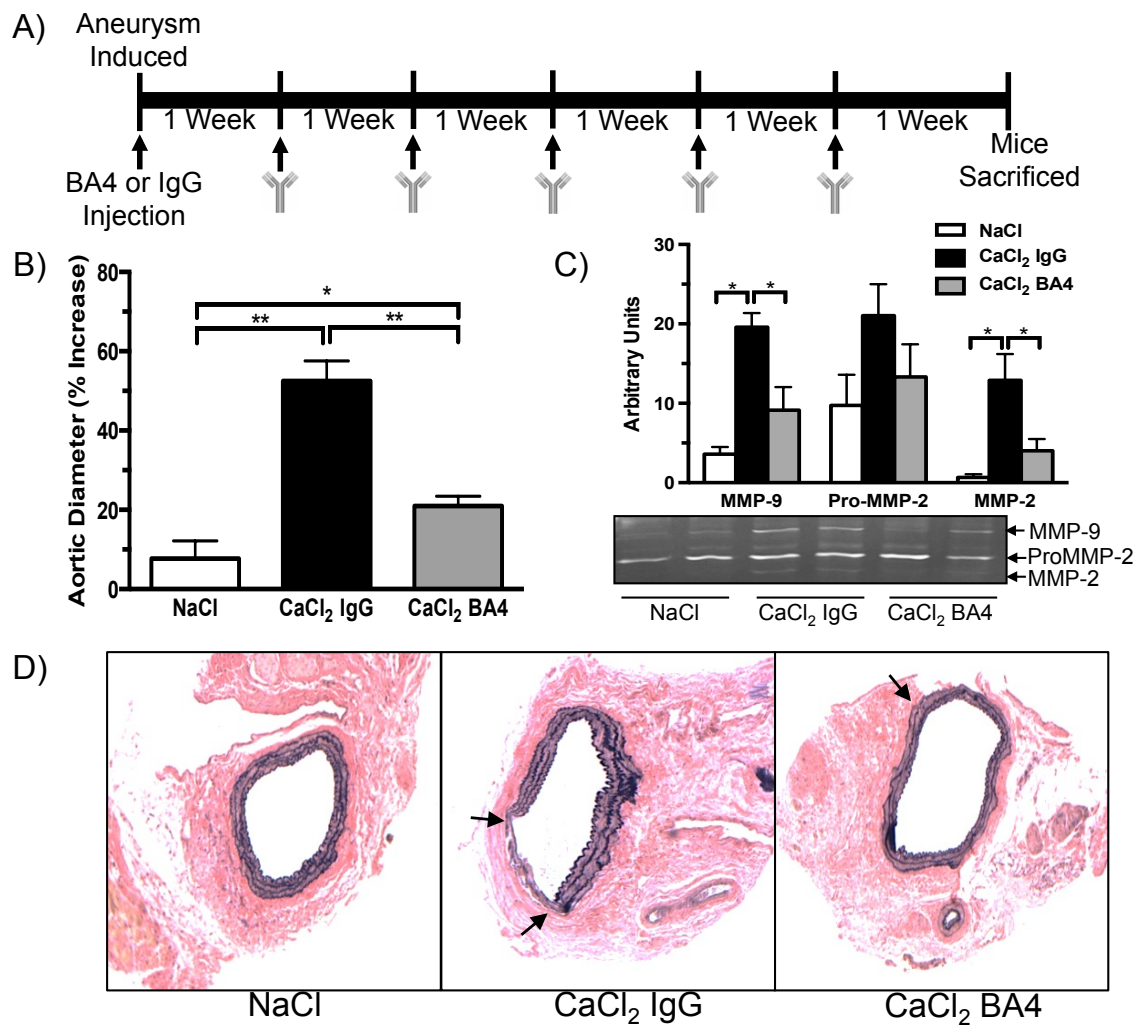 A)
Aneurysm
Induced
1 Week 1 Week 1 Week 1 Week 1 Week 1 Week
BA4 or IgG
Injection
Mice
Sacrificed
B)
Aortic Diameter (% Increase)
80
60
40
20
0
*
** **
NaCl CaCl₂ IgG CaCl₂ BA4
C)
NaCl
CaCl₂ IgG
CaCl₂ BA4
Arbitrary Units
30
20
10
0
* * * *
MMP-9 Pro-MMP-2 MMP-2
MMP-9
ProMMP-2
MMP-2
NaCl CaCl₂ IgG CaCl₂ BA4
D)
NaCl CaCl₂ IgG CaCl₂ BA4